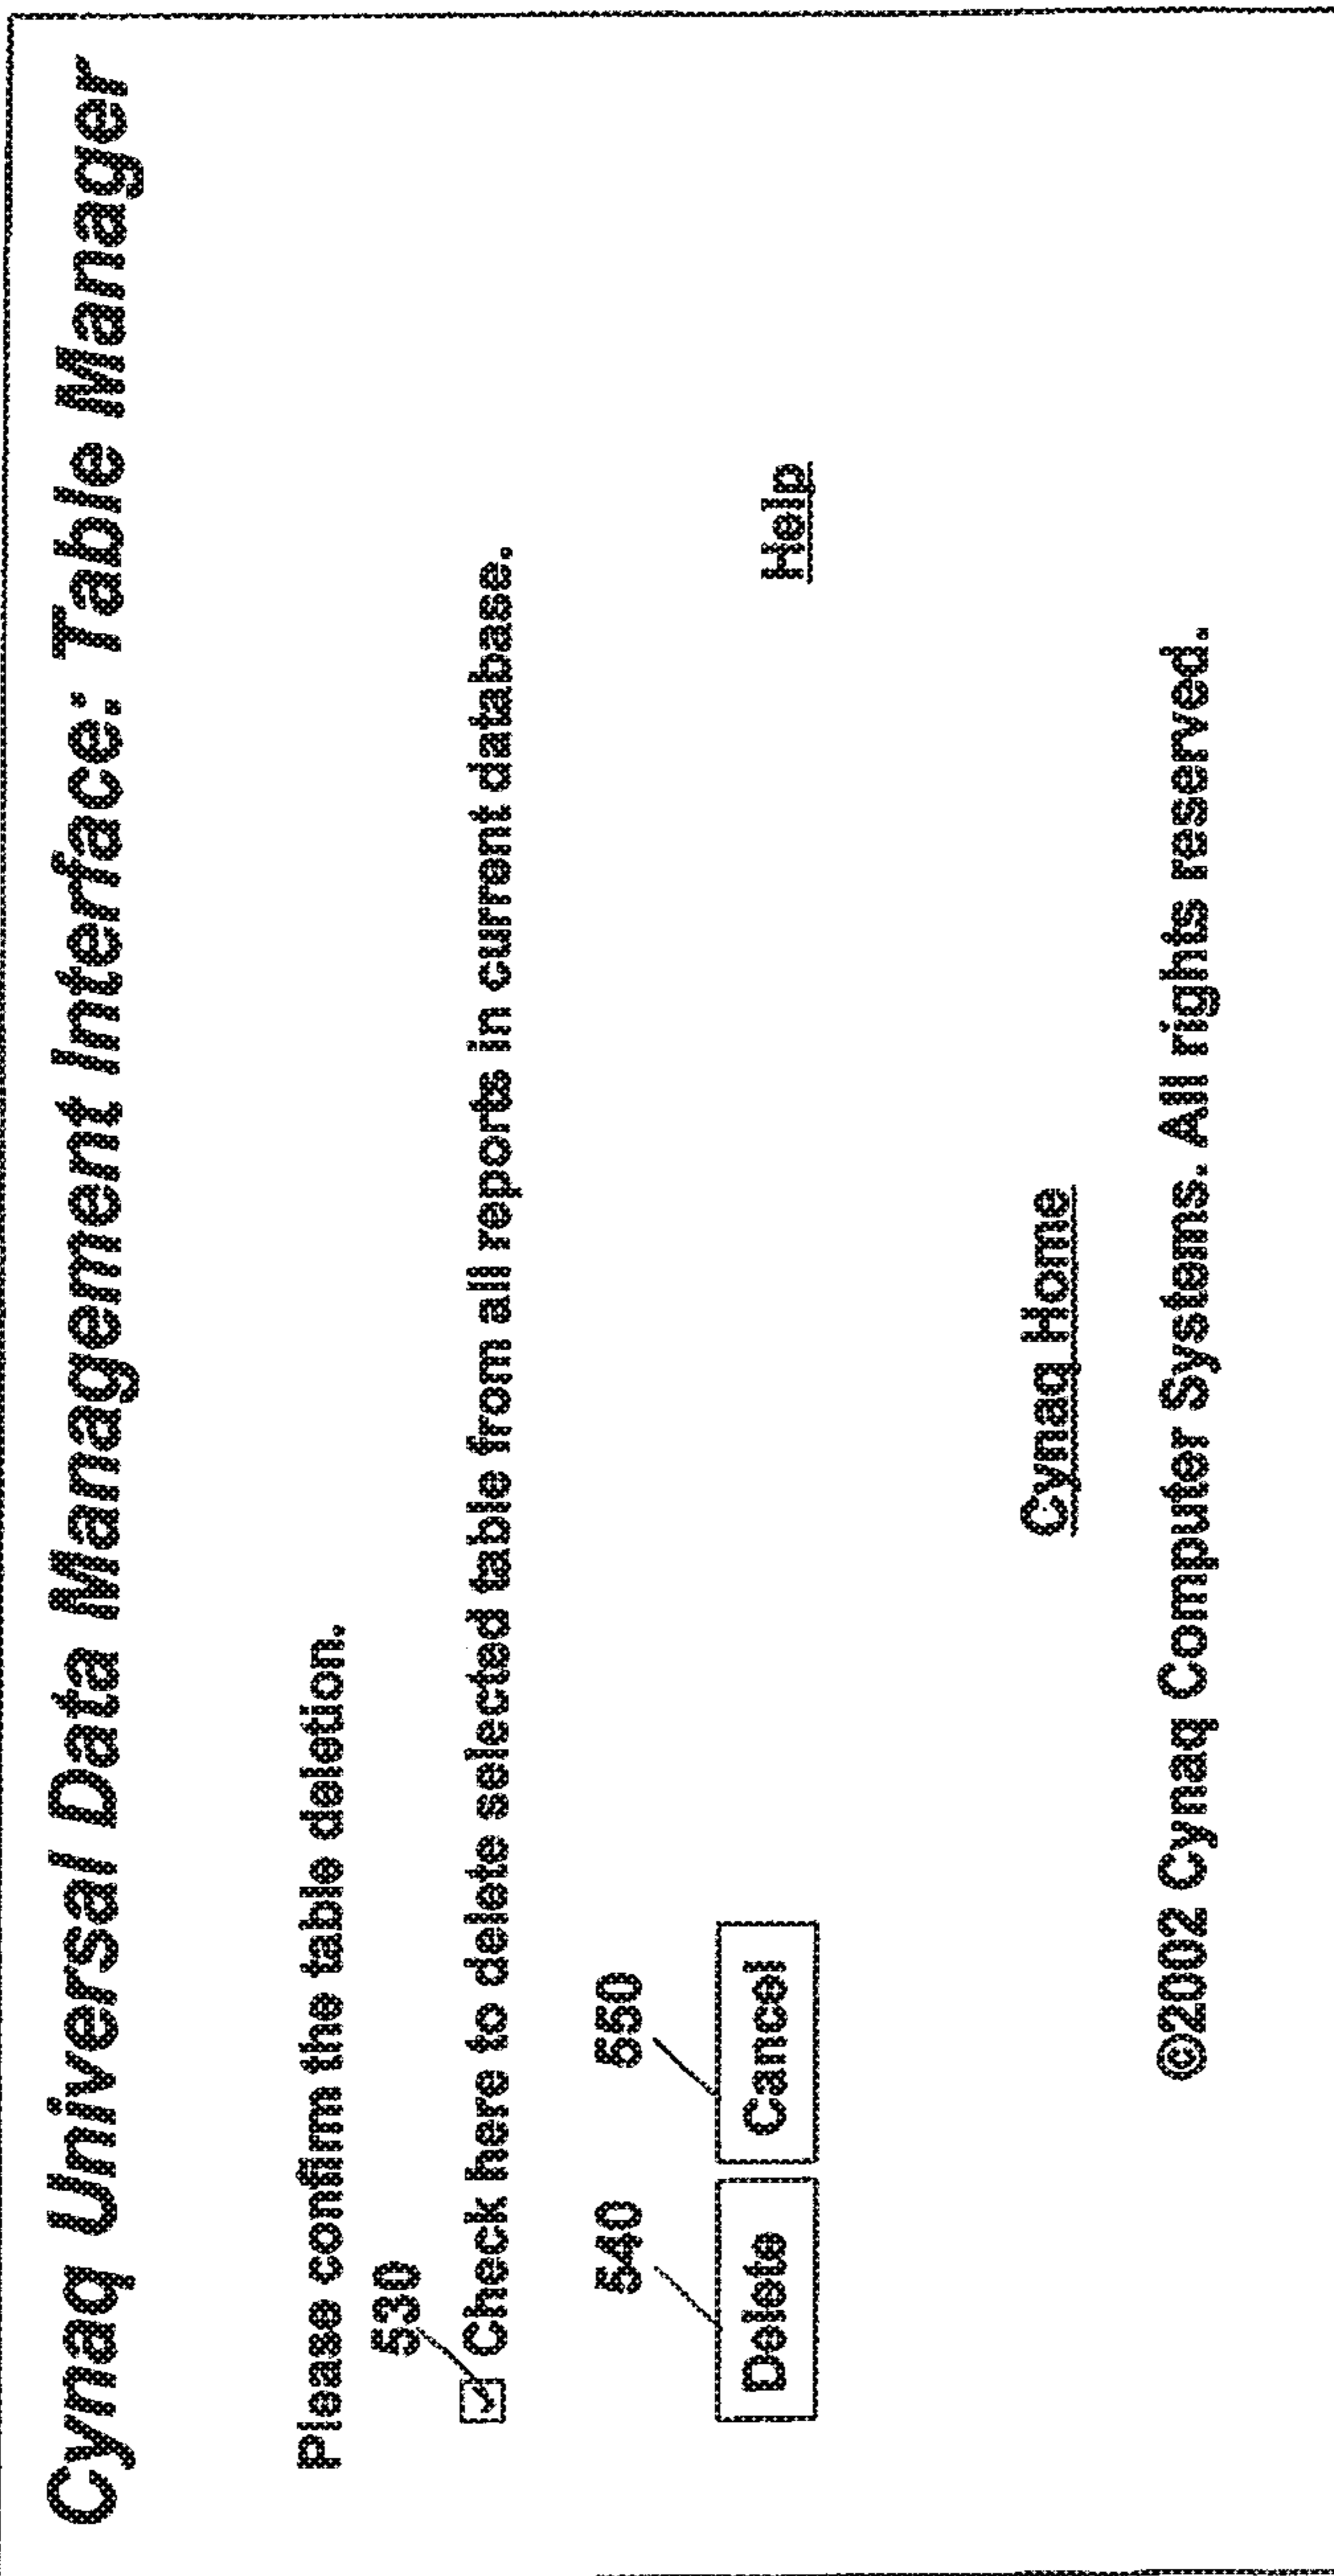 Cynaq Universal Data Management Interface: Table Manager
Please confirm the table deletion.
530
Check here to delete selected table from all reports in current database.
540 550
Delete Cancel Help
Cynaq Home
©2002 Cynaq Computer Systems. All rights reserved.